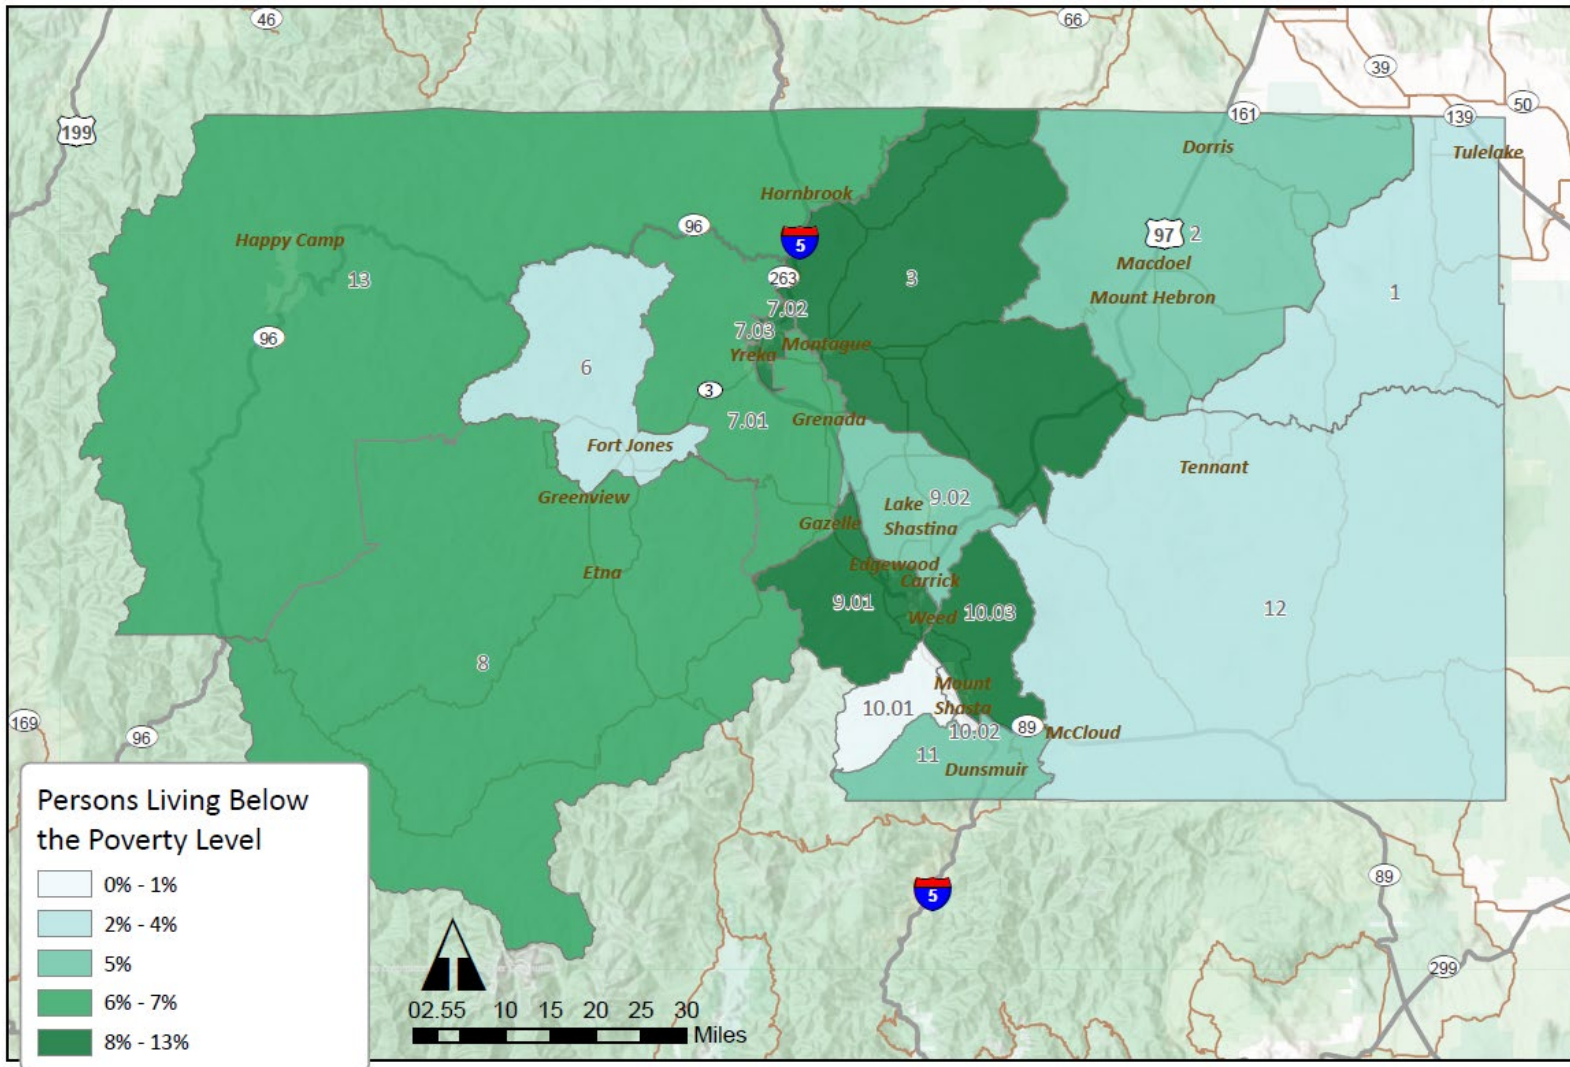 46
66
39
50
199
161
139
Dorris
Tulelake
Hornbrook
96
Happy Camp
5
97
2
13
263
3
Macdoel
1
7.02
Mount Hebron
96
7.03
Montague
Yreka
6
3
7.01
Grenada
Fort Jones
Tennant
Greenview
Lake
Shastina
9.02
Gazelle
Etna
Edgewood
Carrick
9.01
Weed
10.03
12
8
Mount
Shasta
10.01
169
96
10.02
89
McCloud
11
Dunsmuir
Persons Living Below
the Poverty Level
0% - 1%
2% - 4%
5%
6% - 7%
8% - 13%
02.55 10 15 20 25 30
Miles
5
89
299